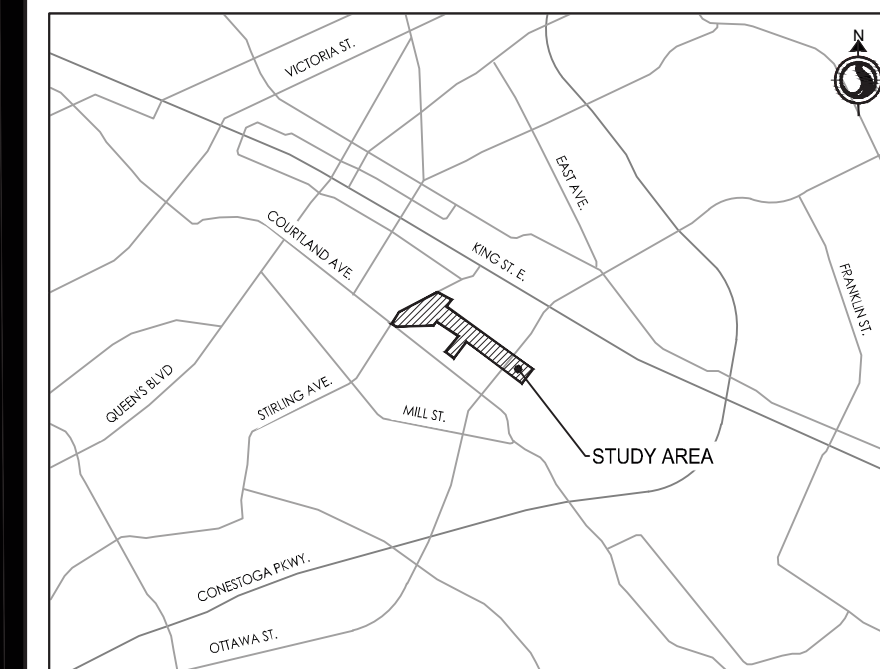 VICTORIA ST.
N
EAST AVE.
COURTLAND AVE.
KING ST. E.
FRANKLIN ST.
QUEEN'S BLVD
STIRLING AVE.
MILL ST.
STUDY AREA
CONESTOGA PKWY.
OTTAWA ST.